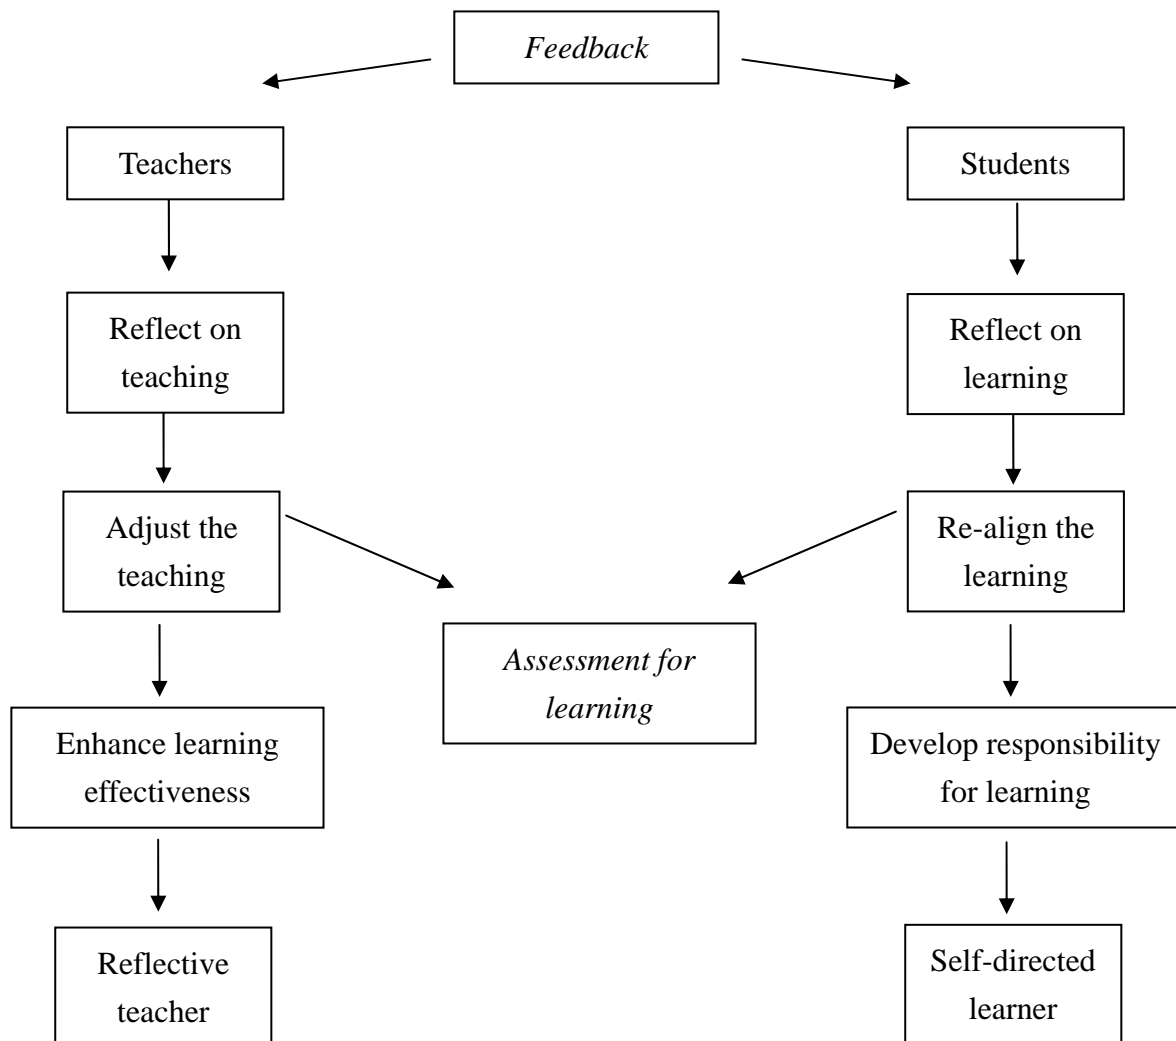 Feedback
Teachers
Students
Reflect on
teaching
Reflect on
learning
Adjust the
teaching
Re-align the
learning
Assessment for
learning
Enhance learning
effectiveness
Develop responsibility
for learning
Reflective
teacher
Self-directed
learner